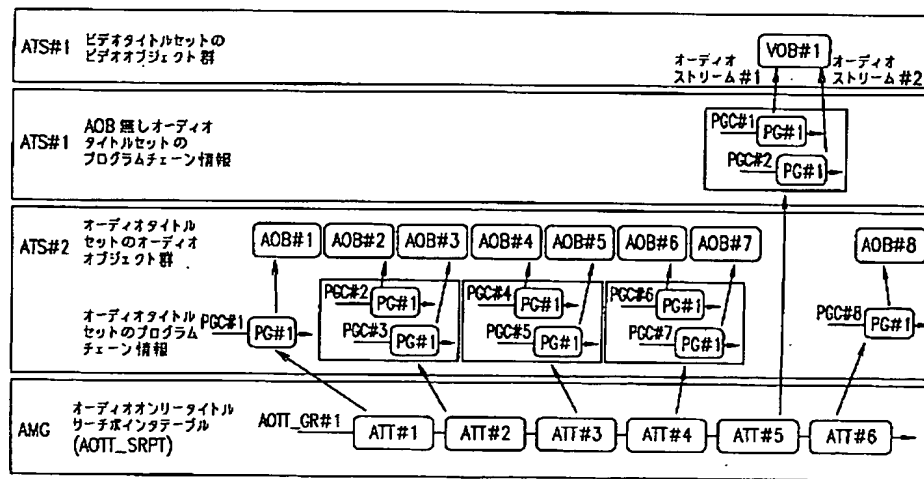 ATS#1
ビデオタイトルセットの
ビデオオブジェクト群
VOB#1
オーディオ
ストリーム#1
オーディオ
ストリーム#2
ATS#1
AOB無しオーディオ
タイトルセットの
プログラムチェーン情報
PGC#1
PG#1
PGC#2
PG#1
ATS#2
オーディオタイトル
セットのオーディオ
オブジェクト群
AOB#1
AOB#2
AOB#3
AOB#4
AOB#5
AOB#6
AOB#7
AOB#8
オーディオタイトル
セットのプログラム
チェーン情報
PGC#1
PG#1
PGC#2
PG#1
PGC#3
PG#1
PGC#4
PG#1
PGC#5
PG#1
PGC#6
PG#1
PGC#7
PG#1
PGC#8
PG#1
AMG
オーディオオンリータイトル
サーチポインタテーブル
(AOTT_SRPT)
AOTT_GR#1
ATT#1
ATT#2
ATT#3
ATT#4
ATT#5
ATT#6